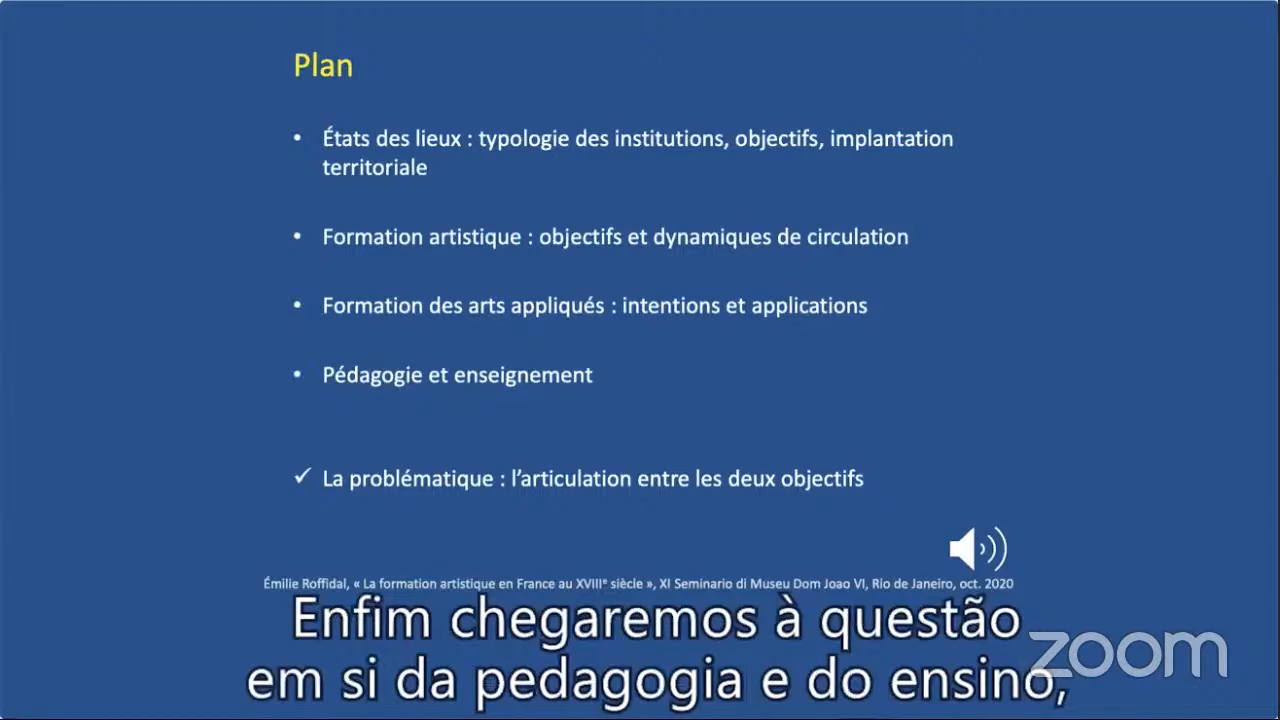 Plan
• États des lieux : typologie des institutions, objectifs, implantation
territoriale
• Formation artistique : objectifs et dynamiques de circulation
• Formation des arts appliqués : intentions et applications
• Pédagogie et enseignement
✓ La problématique : l’articulation entre les deux objectifs
Émilie Roffidal, « La formation artistique en France au XVIIIᵉ siècle », XI Seminario di Museu Dom Joao VI, Rio de Janeiro, oct. 2020
Enfim chegaremos à questão
em si da pedagogia e do ensino,
zoom